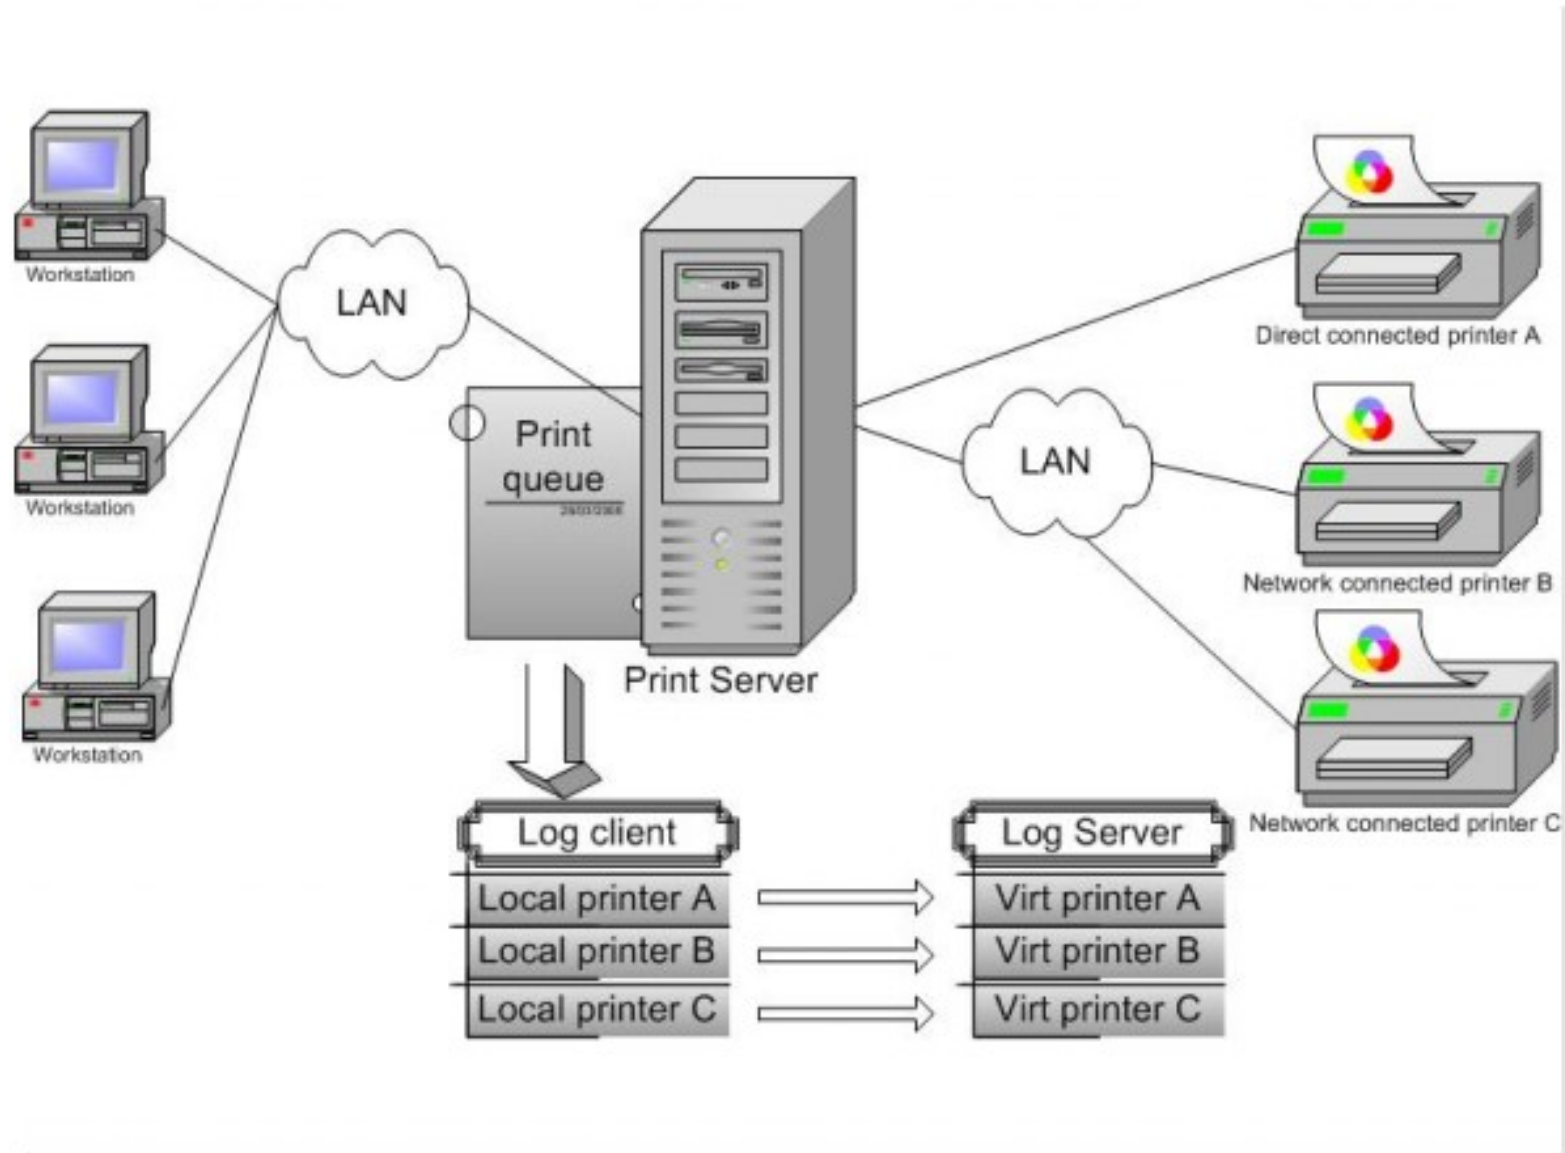 Workstation
Workstation
Workstation
LAN
Print
queue
Print Server
LAN
Direct connected printer A
Network connected printer B
Network connected printer C
Log client
Local printer A
Local printer B
Local printer C
Log Server
Virt printer A
Virt printer B
Virt printer C